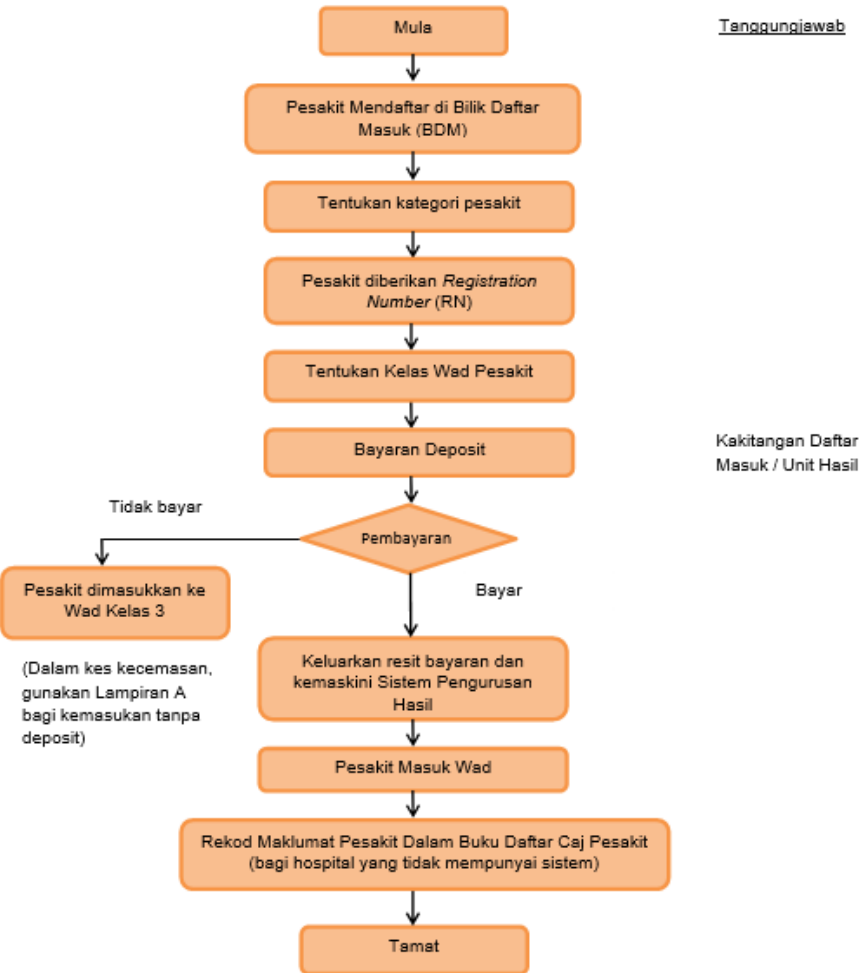 Mula
Tanggungjawab
Pesakit Mendaftar di Bilik Daftar
Masuk (BDM)
Tentukan kategori pesakit
Pesakit diberikan Registration
Number (RN)
Tentukan Kelas Wad Pesakit
Bayaran Deposit
Kakitangan Daftar
Masuk / Unit Hasil
Tidak bayar
Pembayaran
Pesakit dimasukkan ke
Wad Kelas 3
Bayar
(Dalam kes kecemasan,
gunakan Lampiran A
bagi kemasukan tanpa
deposit)
Keluarkan resit bayaran dan
kemaskini Sistem Pengurusan
Hasil
Pesakit Masuk Wad
Rekod Maklumat Pesakit Dalam Buku Daftar Caj Pesakit
(bagi hospital yang tidak mempunyai sistem)
Tamat